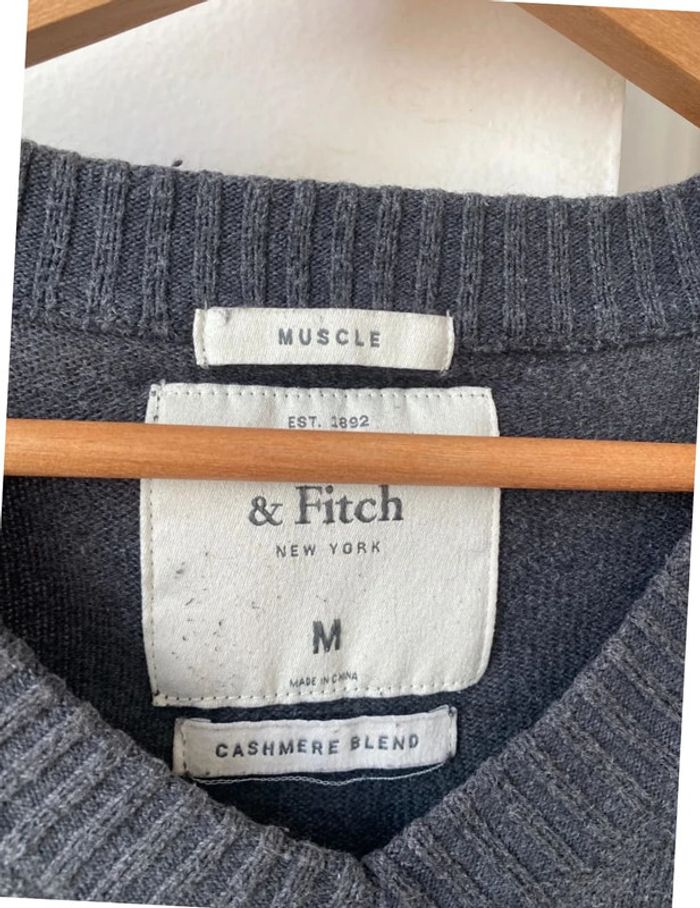 MUSCLE
EST. 1892
& Fitch
NEW YORK
M
MADE IN CHINA
CASHMERE BLEND